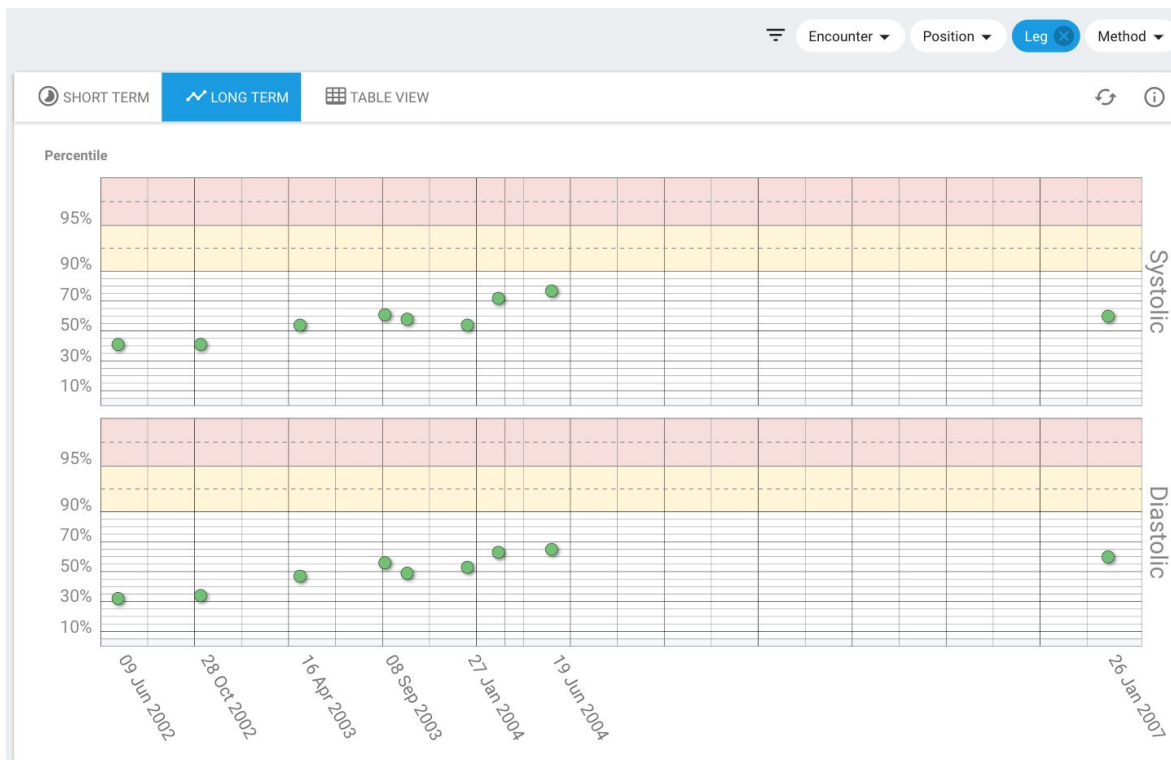 Encounter Position Leg Method
SHORT TERM LONG TERM TABLE VIEW
Percentile
95%
90%
70%
50%
30%
10%
Systolic
95%
90%
70%
50%
30%
10%
Diastolic
09 Jun 2002
28 Oct 2002
16 Apr 2003
08 Sep 2003
27 Jan 2004
19 Jun 2004
26 Jan 2007